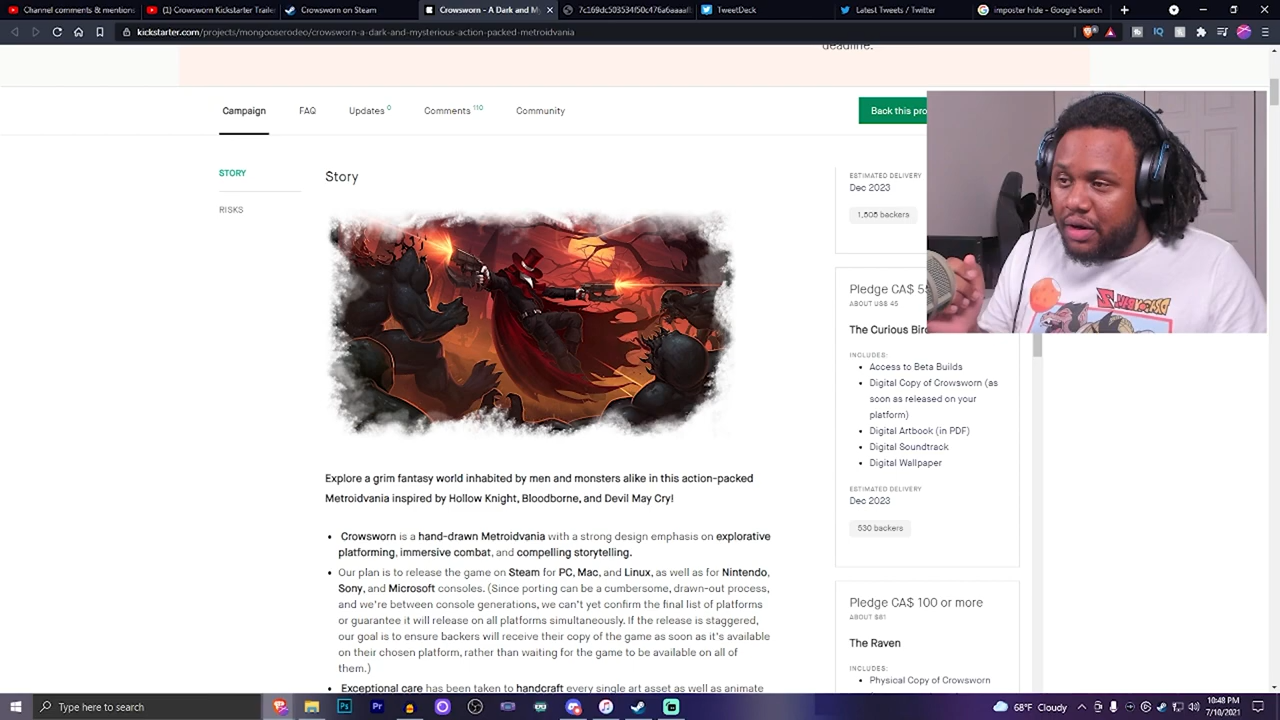 Channel comments & mentions
(1) Crowsworn Kickstarter Trailer
Crowsworn on Steam
Crowsworn - A Dark and My
7c169dc503534f50c476a6aaaaf
TweetDeck
Latest Tweets / Twitter
imposter hide - Google Search
kickstarter.com/projects/mongooserodeo/crowsworn-a-dark-and-mysterious-action-packed-metroidvania
deadline.
Campaign
FAQ
Updates 0
Comments 110
Community
Back this pro
STORY
RISKS
Story
Explore a grim fantasy world inhabited by men and monsters alike in this action-packed
Metroidvania inspired by Hollow Knight, Bloodborne, and Devil May Cry!
• Crowsworn is a hand-drawn Metroidvania with a strong design emphasis on explorative
platforming, immersive combat, and compelling storytelling.
• Our plan is to release the game on Steam for PC, Mac, and Linux, as well as for Nintendo,
Sony, and Microsoft consoles. (Since porting can be a cumbersome, drawn-out process,
and we're between console generations, we can't yet confirm the final list of platforms
or guarantee it will release on all platforms simultaneously. If the release is staggered,
our goal is to ensure backers will receive their copy of the game as soon as it's available
on their chosen platform, rather than waiting for the game to be available on all of
them.)
• Exceptional care has been taken to handcraft every single art asset as well as animate
ESTIMATED DELIVERY
Dec 2023
1,505 backers
Pledge CA$ 55
ABOUT US$ 45
The Curious Bir
INCLUDES:
• Access to Beta Builds
• Digital Copy of Crowsworn (as
soon as released on your
platform)
• Digital Artbook (in PDF)
• Digital Soundtrack
• Digital Wallpaper
ESTIMATED DELIVERY
Dec 2023
530 backers
Pledge CA$ 100 or more
ABOUT $81
The Raven
INCLUDES:
• Physical Copy of Crowsworn
Type here to search
68°F Cloudy
10:48 PM
7/10/2021